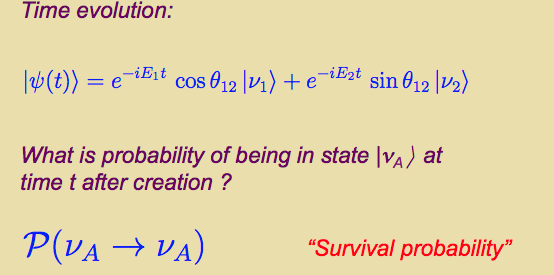 Time evolution:
|ψ(t)⟩ = e^{-iE₁t} cos θ₁₂ |ν₁⟩ + e^{-iE₂t} sin θ₁₂ |ν₂⟩
What is probability of being in state |ν_A⟩ at
time t after creation ?
𝒫(ν_A → ν_A) “Survival probability”